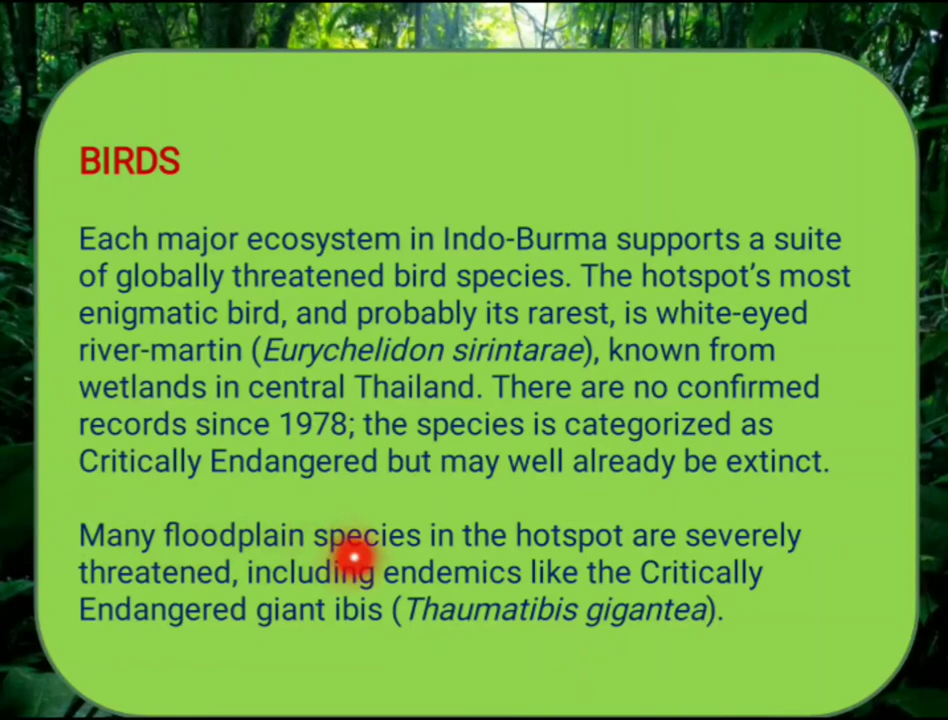 BIRDS
Each major ecosystem in Indo-Burma supports a suite
of globally threatened bird species. The hotspot's most
enigmatic bird, and probably its rarest, is white-eyed
river-martin (Eurychelidon sirintarae), known from
wetlands in central Thailand. There are no confirmed
records since 1978; the species is categorized as
Critically Endangered but may well already be extinct.
Many floodplain species in the hotspot are severely
threatened, including endemics like the Critically
Endangered giant ibis (Thaumatibis gigantea).